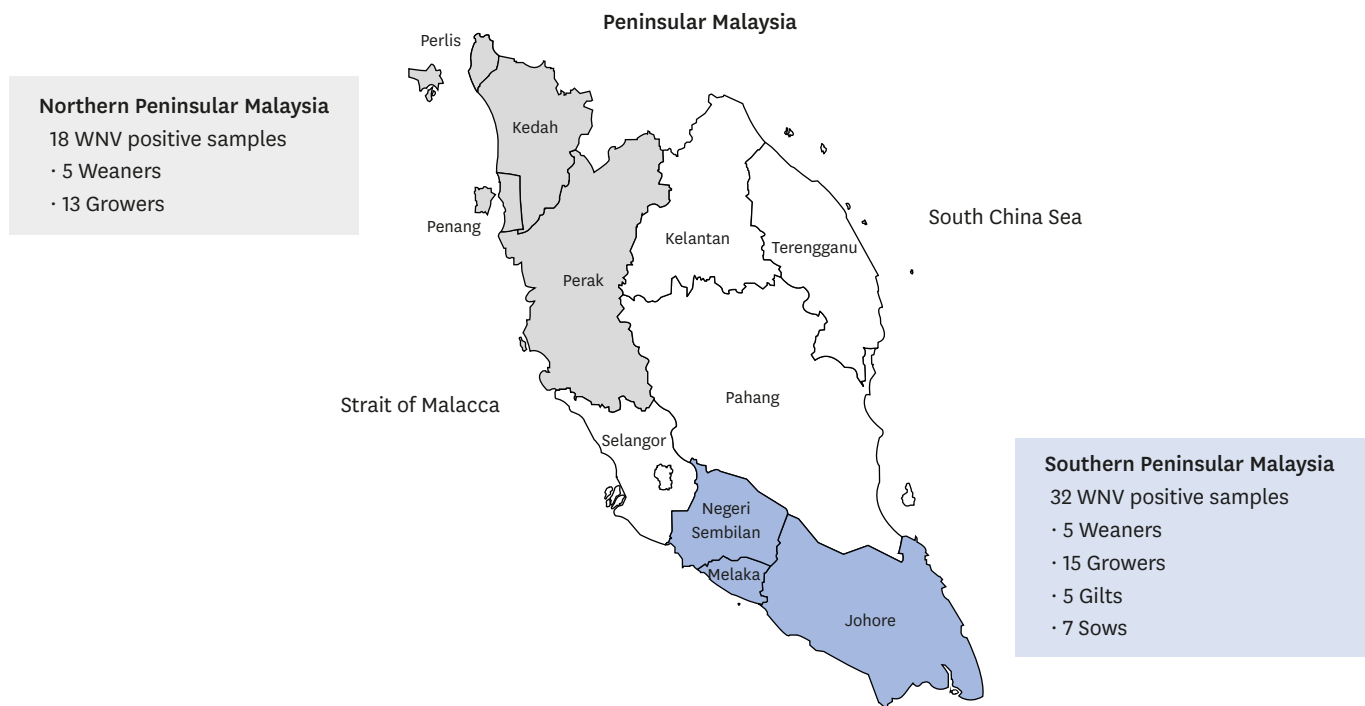 Peninsular Malaysia
Perlis
Northern Peninsular Malaysia
18 WNV positive samples
· 5 Weaners
· 13 Growers
Kedah
Penang
Kelantan
Terengganu
South China Sea
Perak
Strait of Malacca
Pahang
Selangor
Negeri
Sembilan
Melaka
Johore
Southern Peninsular Malaysia
32 WNV positive samples
· 5 Weaners
· 15 Growers
· 5 Gilts
· 7 Sows